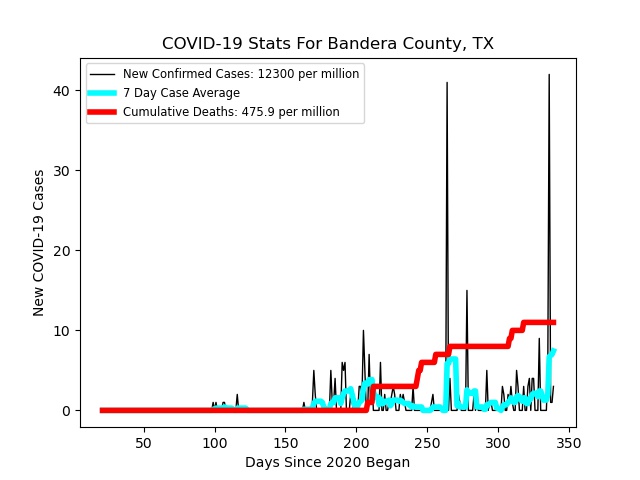 COVID-19 Stats For Bandera County, TX
New Confirmed Cases: 12300 per million
7 Day Case Average
Cumulative Deaths: 475.9 per million
New COVID-19 Cases
40
30
20
10
0
50 100 150 200 250 300 350
Days Since 2020 Began